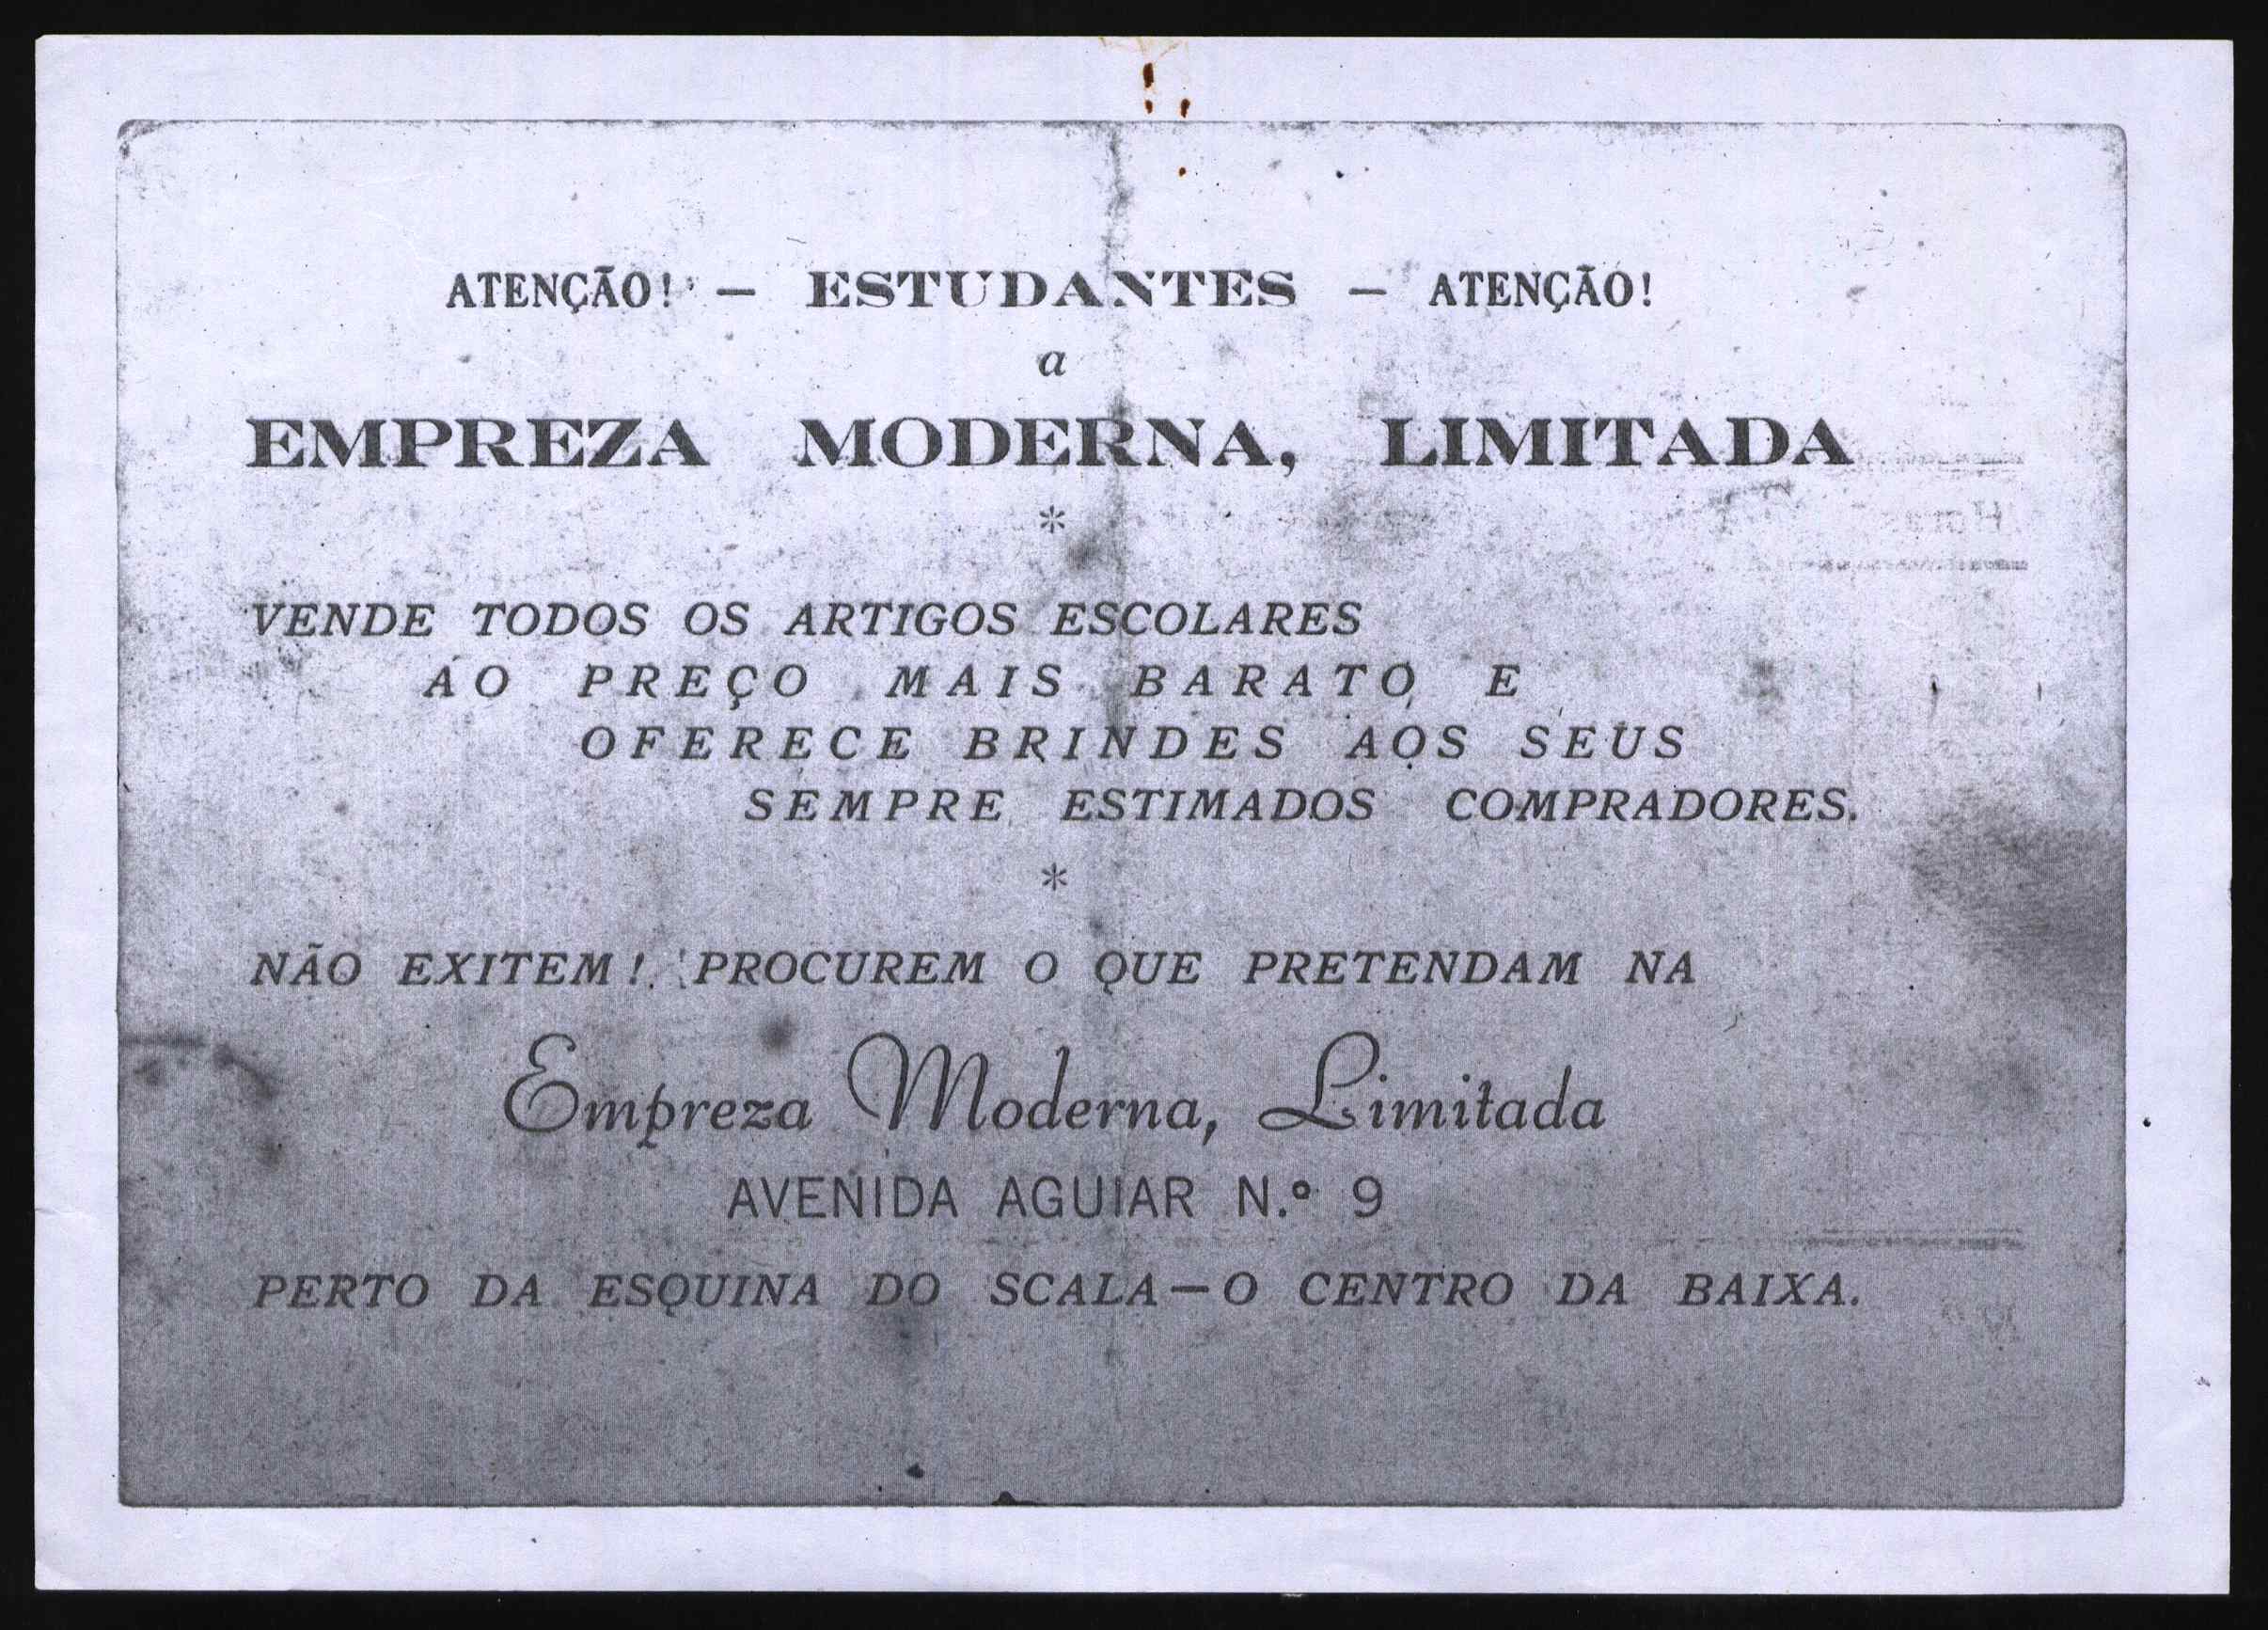 ATENÇÃO! — ESTUDANTES — ATENÇÃO!
a
EMPREZA MODERNA, LIMITADA
*
VENDE TODOS OS ARTIGOS ESCOLARES
AO PREÇO MAIS BARATO E
OFERECE BRINDES AOS SEUS
SEMPRE ESTIMADOS COMPRADORES.
*
NÃO EXITEM! PROCUREM O QUE PRETENDAM NA
Empreza Moderna, Limitada
AVENIDA AGUIAR N.º 9
PERTO DA ESQUINA DO SCALA—O CENTRO DA BAIXA.